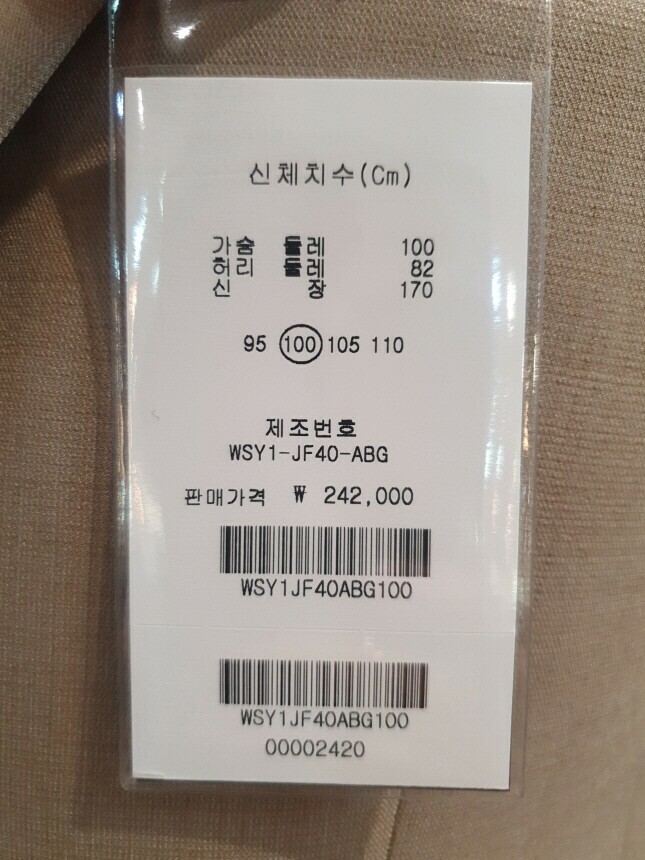 신체치수(Cm)
가슴 둘레 100
허리 둘레 82
신 장 170
95 100 105 110
제조번호
WSY1-JF40-ABG
판매가격 ₩ 242,000
WSY1JF40ABG100
WSY1JF40ABG100
00002420